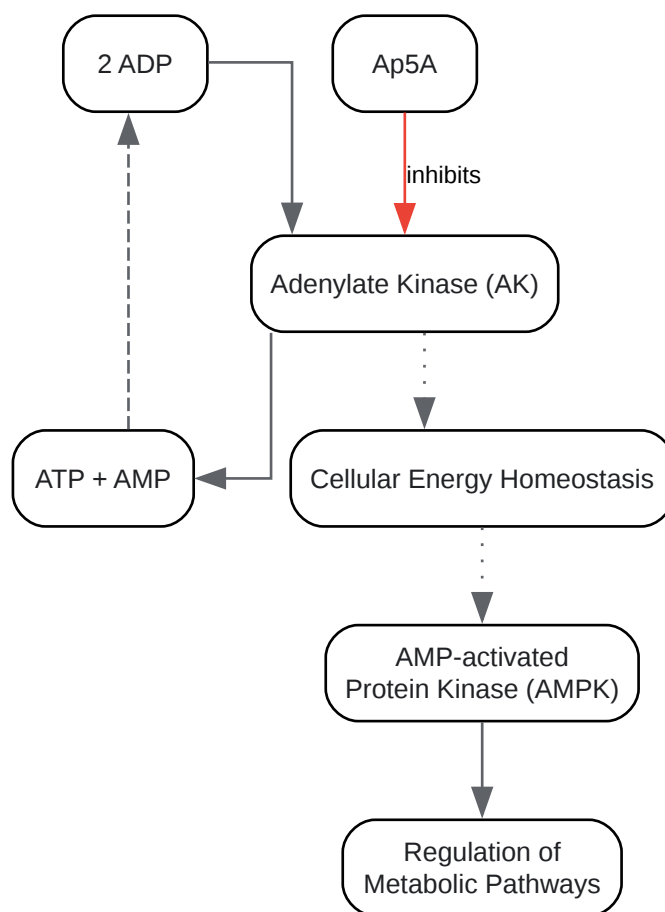 2 ADP
Ap5A
inhibits
Adenylate Kinase (AK)
ATP + AMP
Cellular Energy Homeostasis
AMP-activated
Protein Kinase (AMPK)
Regulation of
Metabolic Pathways